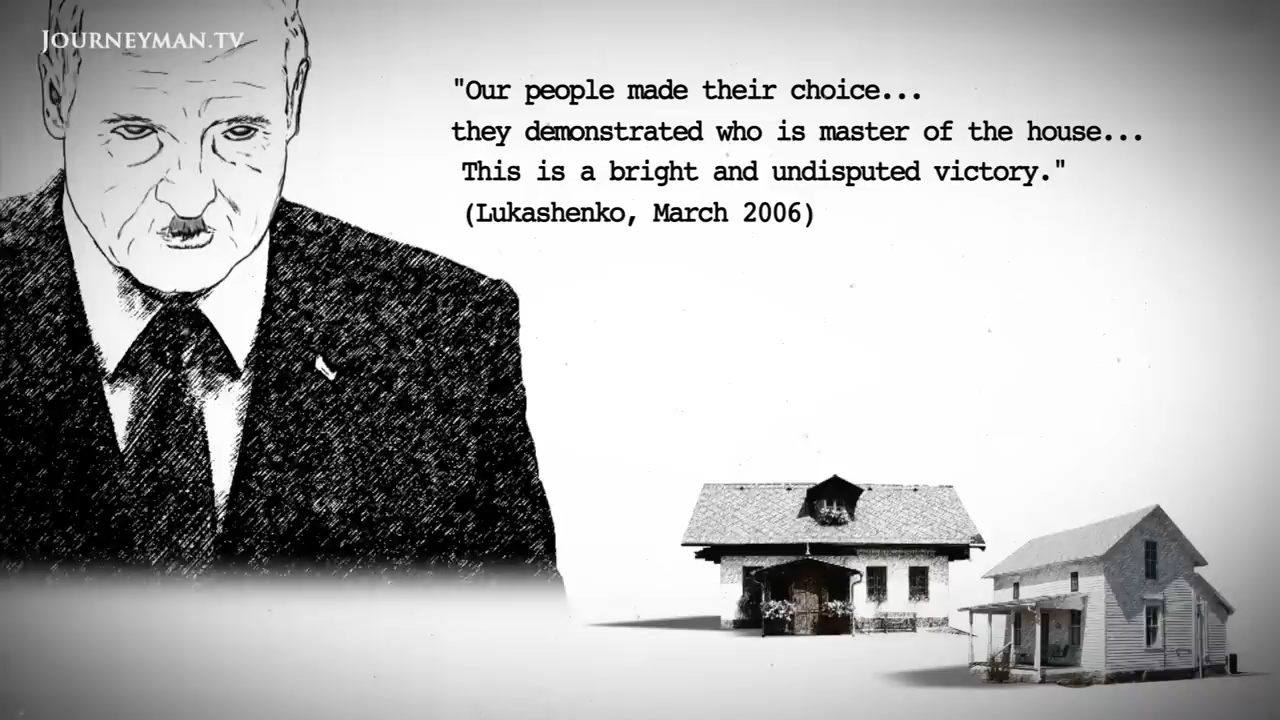 JOURNEYMAN.TV
"Our people made their choice...
they demonstrated who is master of the house...
This is a bright and undisputed victory."
(Lukashenko, March 2006)